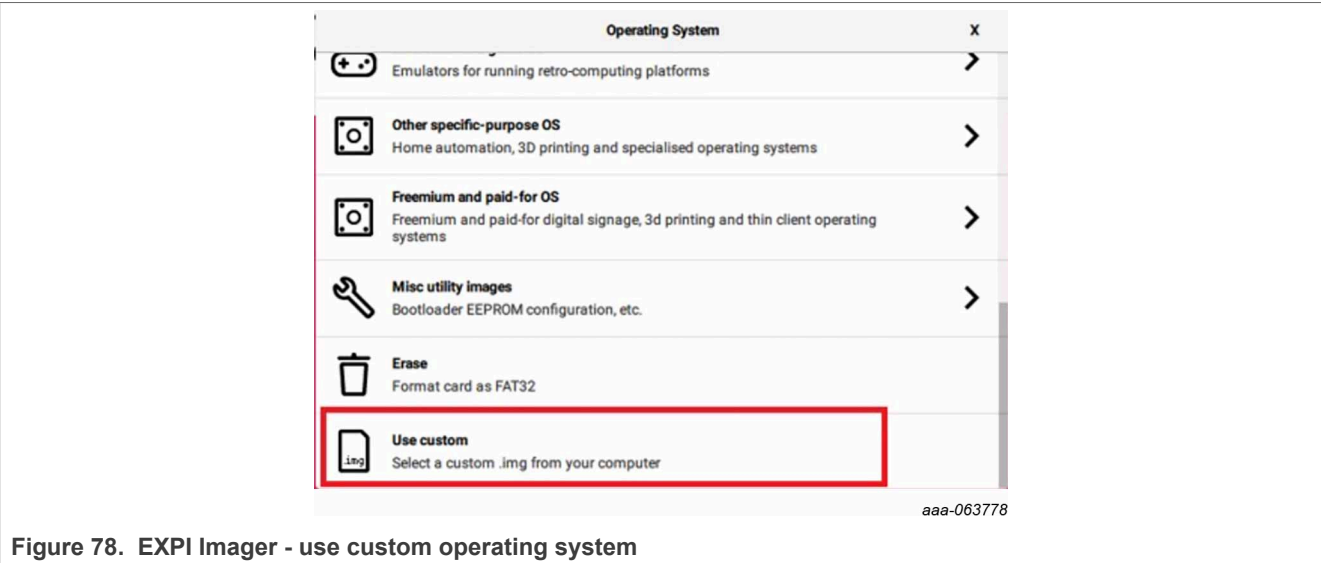 Operating System
X
Emulators for running retro-computing platforms
Other specific-purpose OS
Home automation, 3D printing and specialised operating systems
Freemium and paid-for OS
Freemium and paid-for digital signage, 3d printing and thin client operating
systems
Misc utility images
Bootloader EEPROM configuration, etc.
Erase
Format card as FAT32
Use custom
.img
Select a custom .img from your computer
aaa-063778
Figure 78. EXPI Imager - use custom operating system